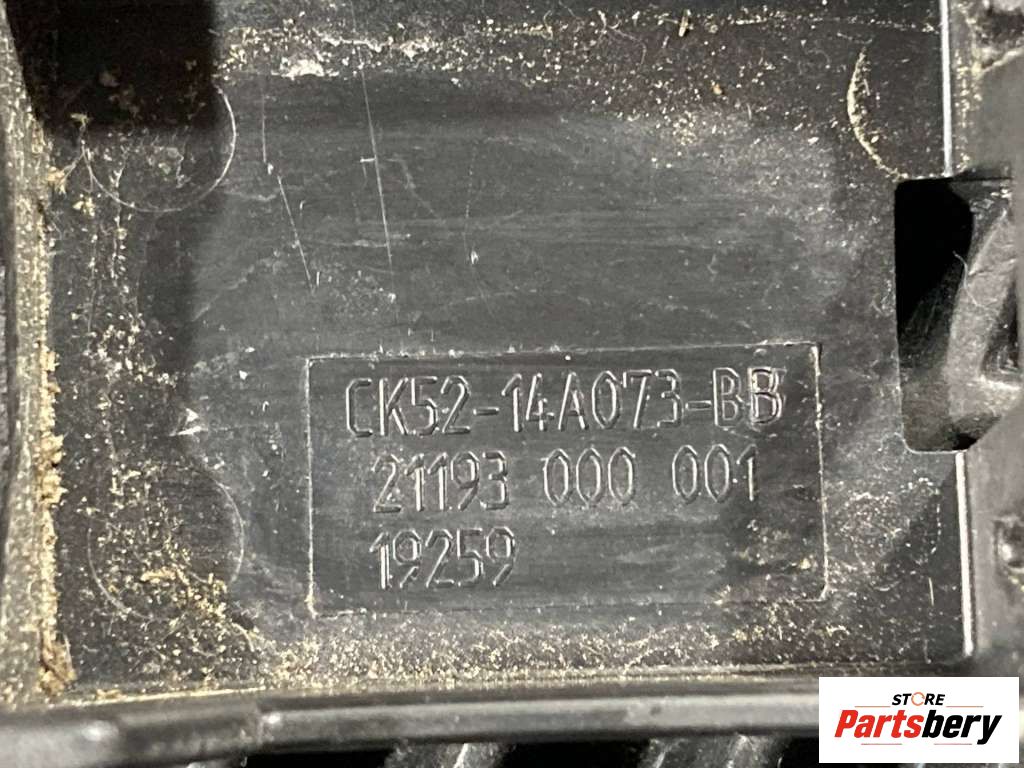 CK52-14A073-BB
21193 000 001
19259
STORE
Partsbery